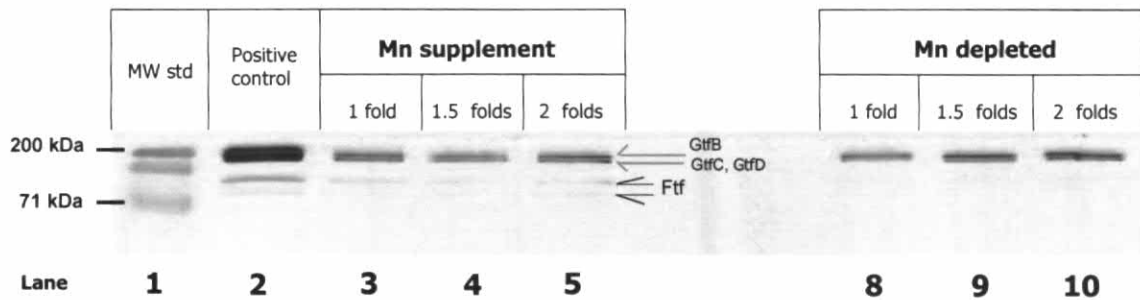 MW std
Positive control
Mn supplement
1 fold
1.5 folds
2 folds
Mn depleted
1 fold
1.5 folds
2 folds
200 kDa
71 kDa
GtfB
GtfC, GtfD
Ftf
Lane 1 2 3 4 5 8 9 10